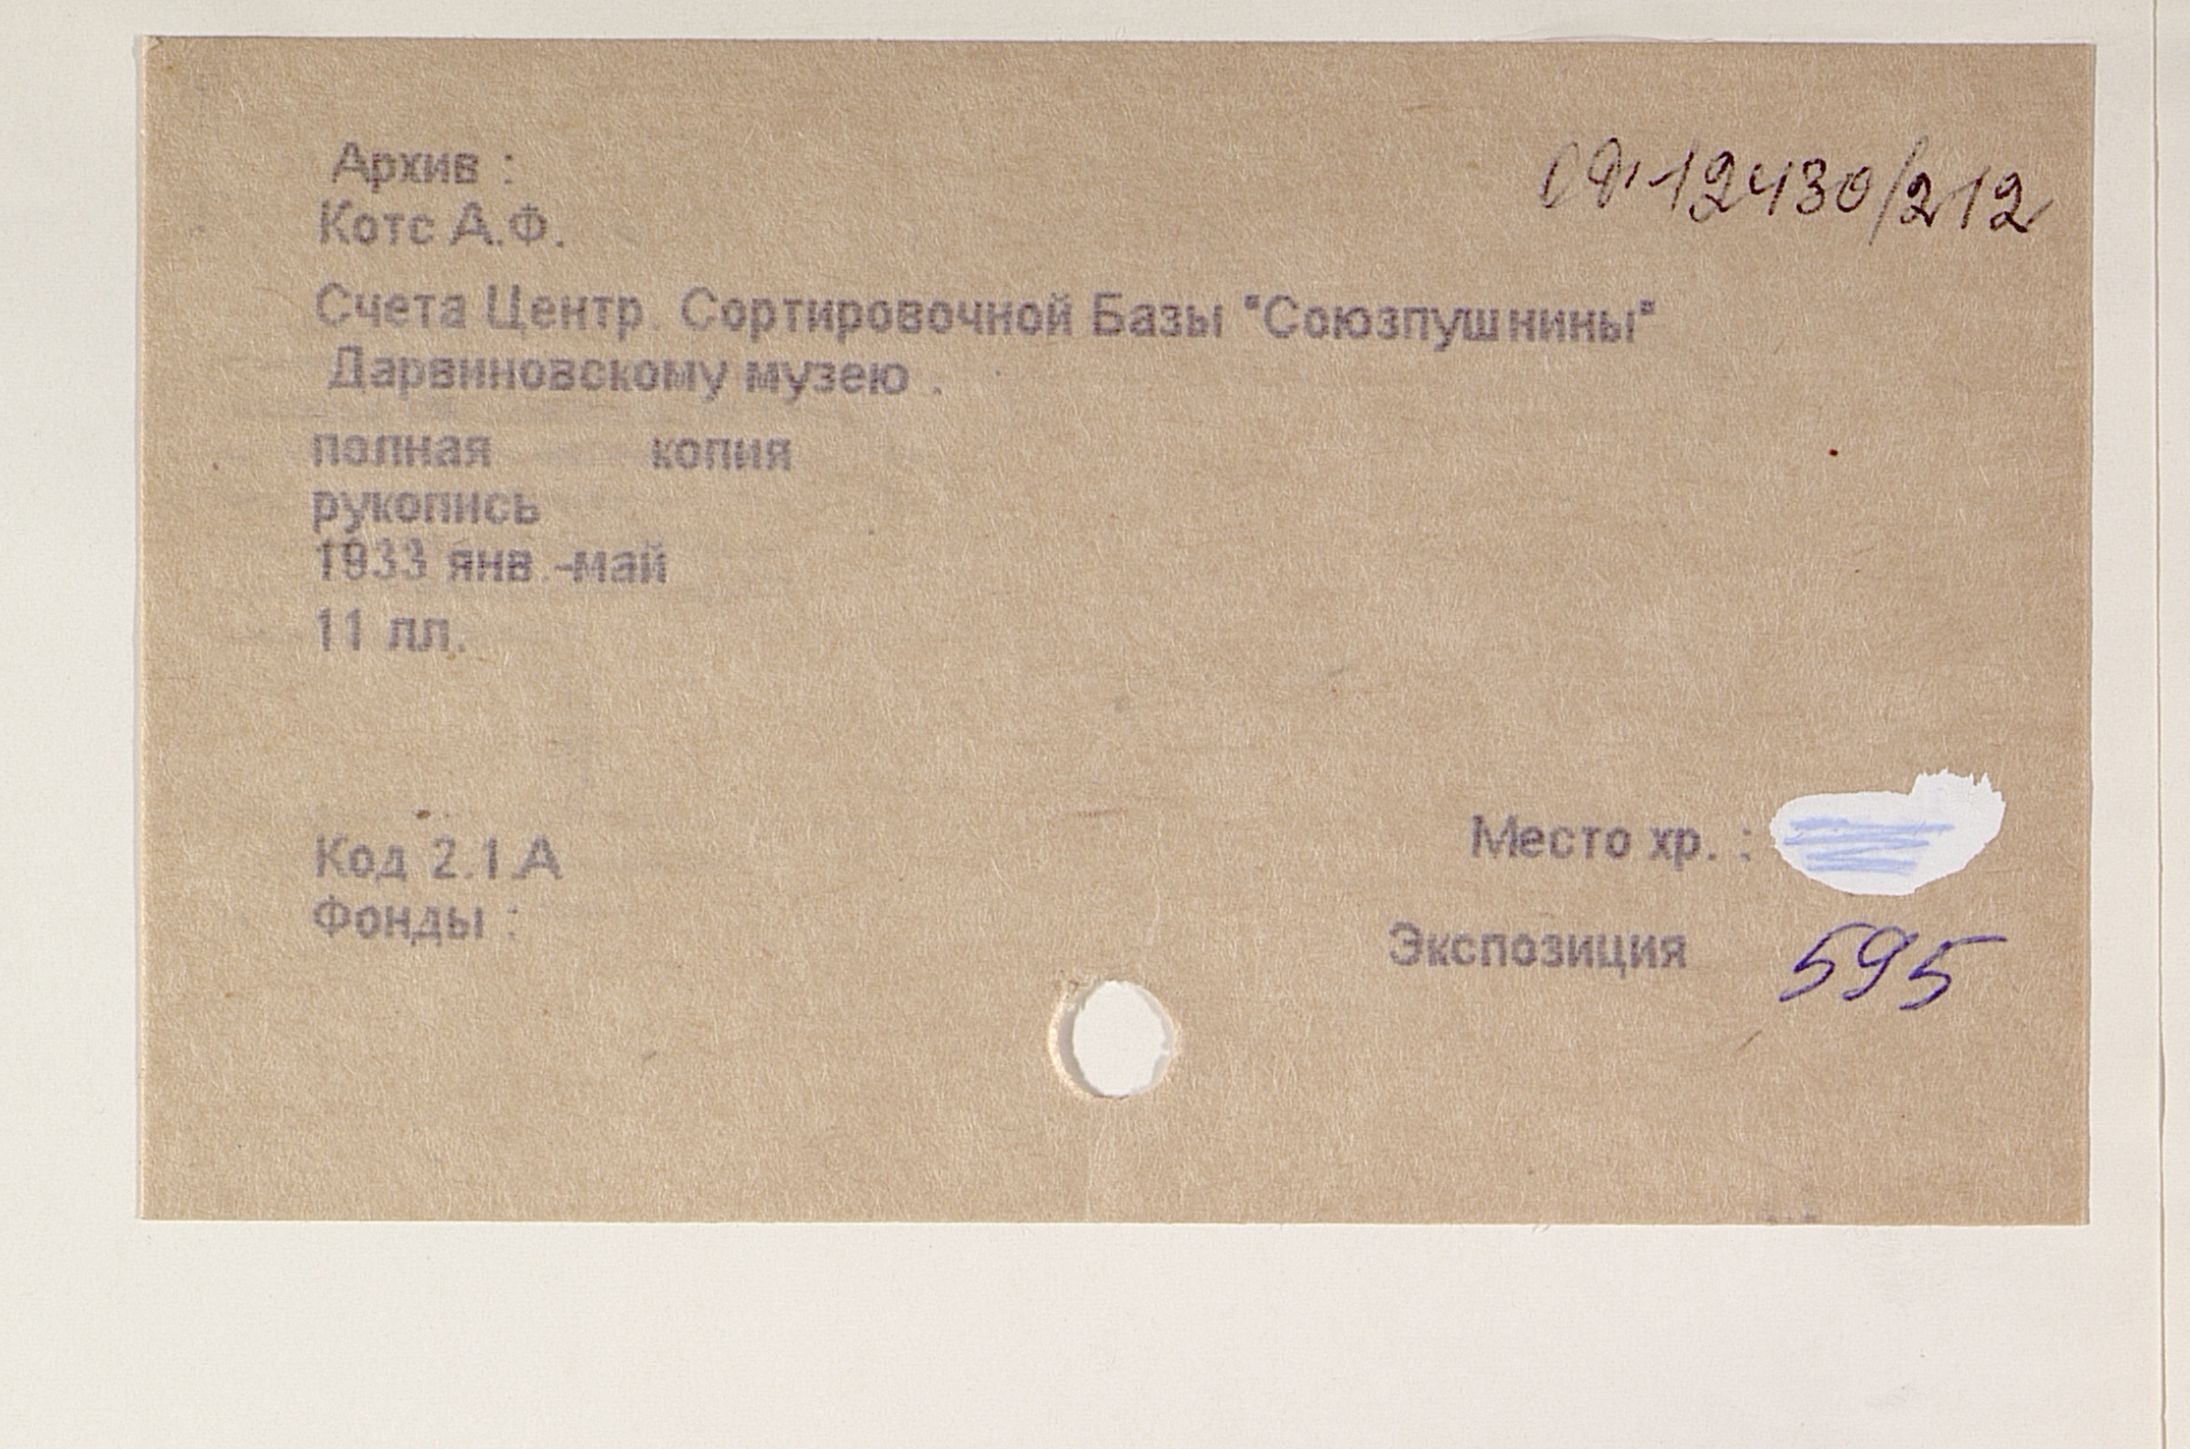 Архив :
ОФ-12430/212
Котс А.Ф.
Счета Центр. Сортировочной Базы "Союзпушнины"
Дарвиновскому музею .
полная копия
рукопись
1933 янв.-май
11 лл.
Место хр. :
Код 2.1.А
Фонды :
Экспозиция 595